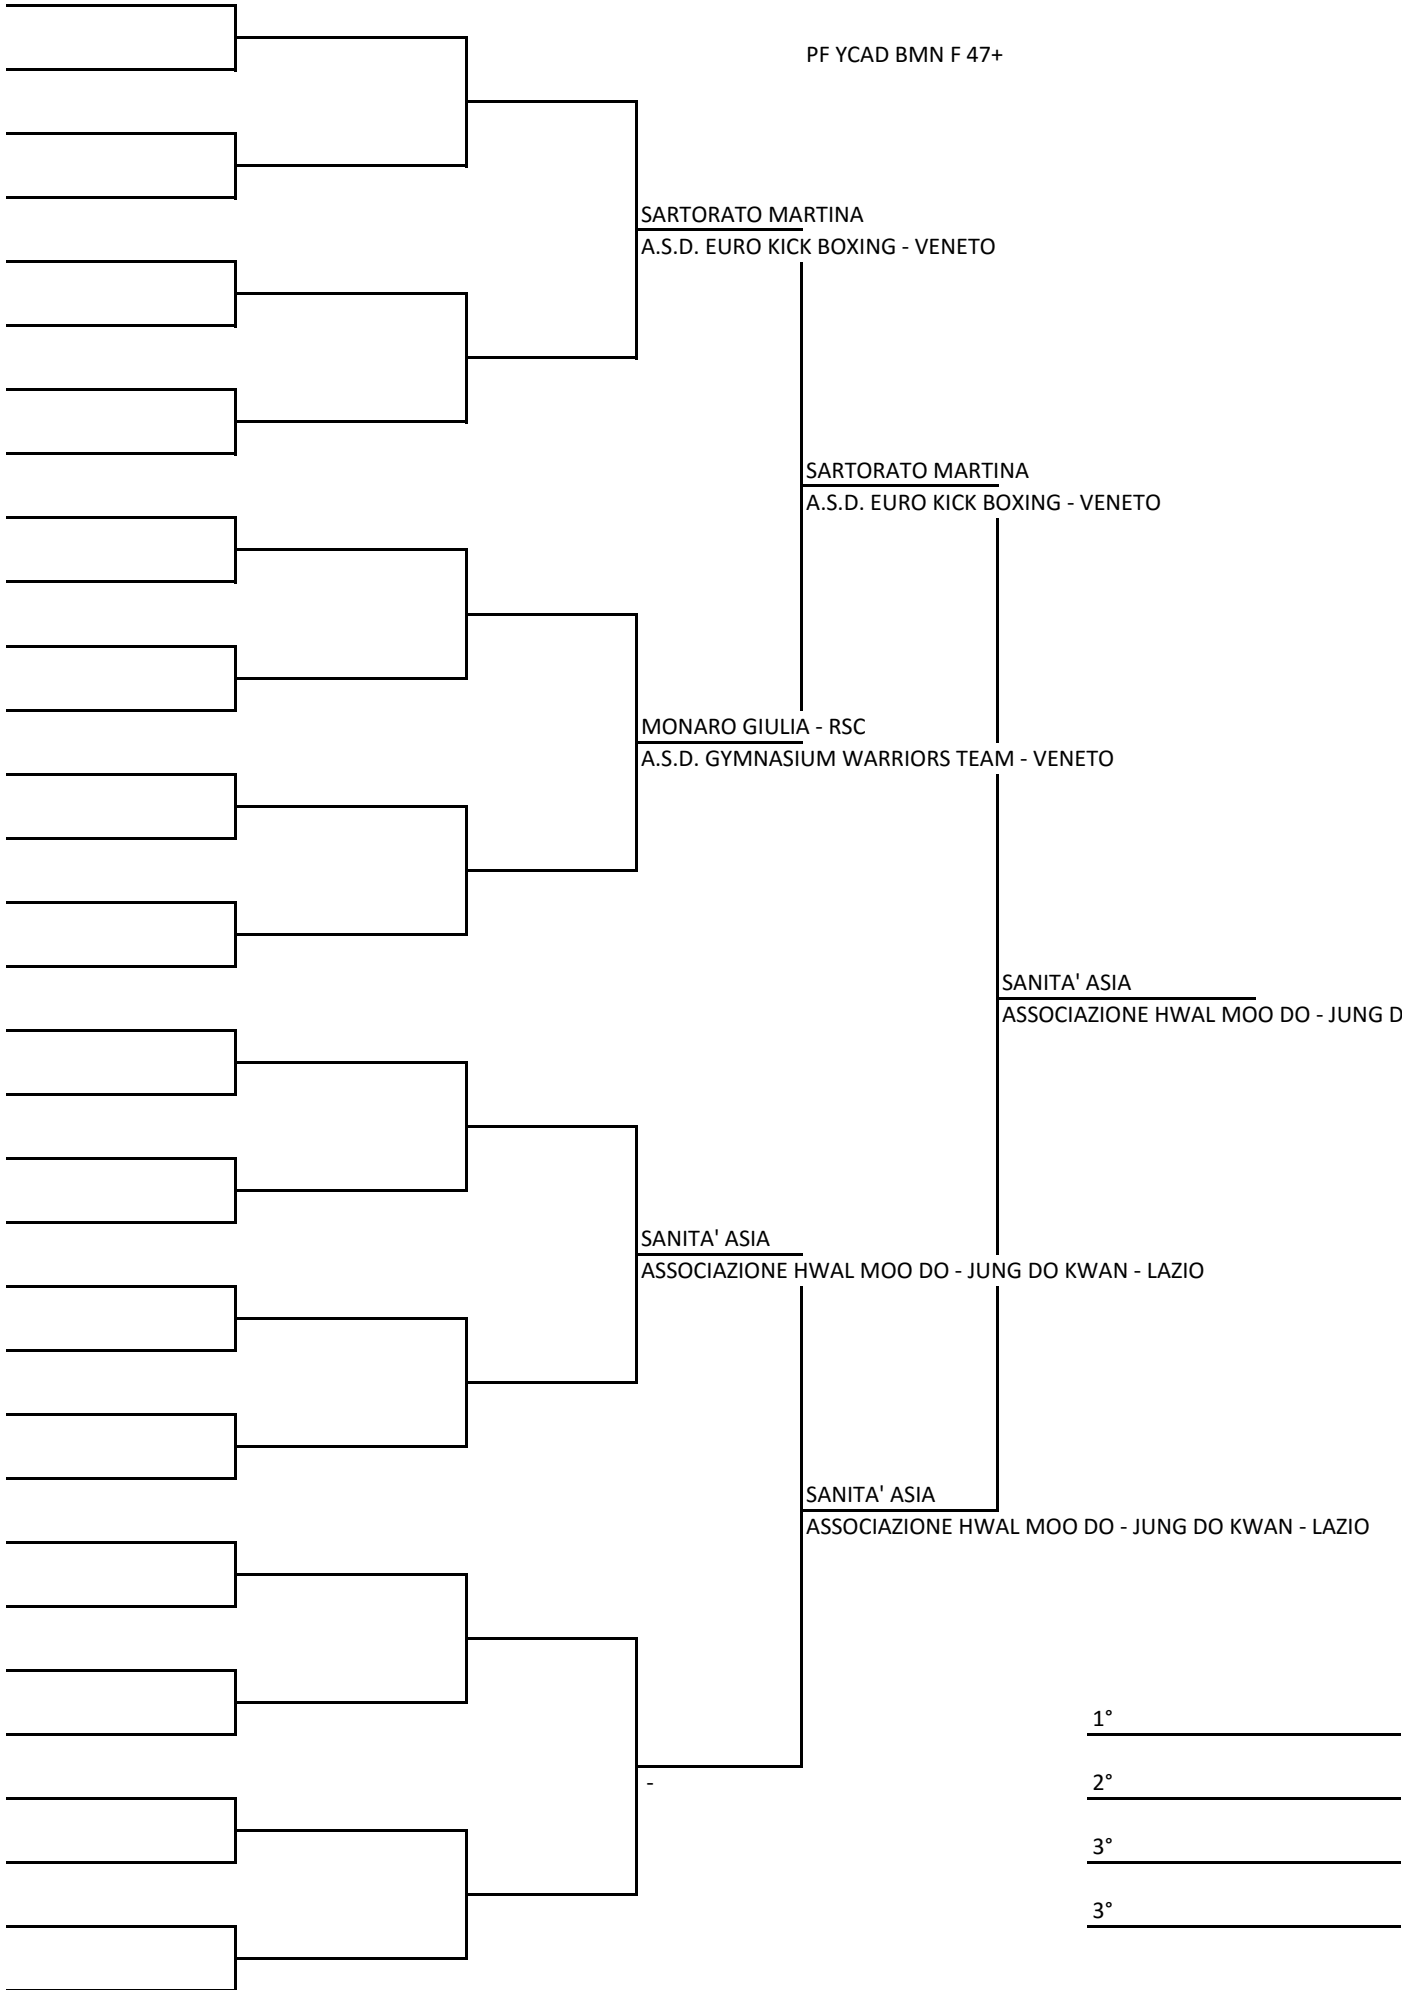 PF YCAD BMN F 47+
SARTORATO MARTINA
A.S.D. EURO KICK BOXING - VENETO
SARTORATO MARTINA
A.S.D. EURO KICK BOXING - VENETO
MONARO GIULIA - RSC
A.S.D. GYMNASIUM WARRIORS TEAM - VENETO
SANITA' ASIA
ASSOCIAZIONE HWAL MOO DO - JUNG D
SANITA' ASIA
ASSOCIAZIONE HWAL MOO DO - JUNG DO KWAN - LAZIO
SANITA' ASIA
ASSOCIAZIONE HWAL MOO DO - JUNG DO KWAN - LAZIO
1°
-
2°
3°
3°